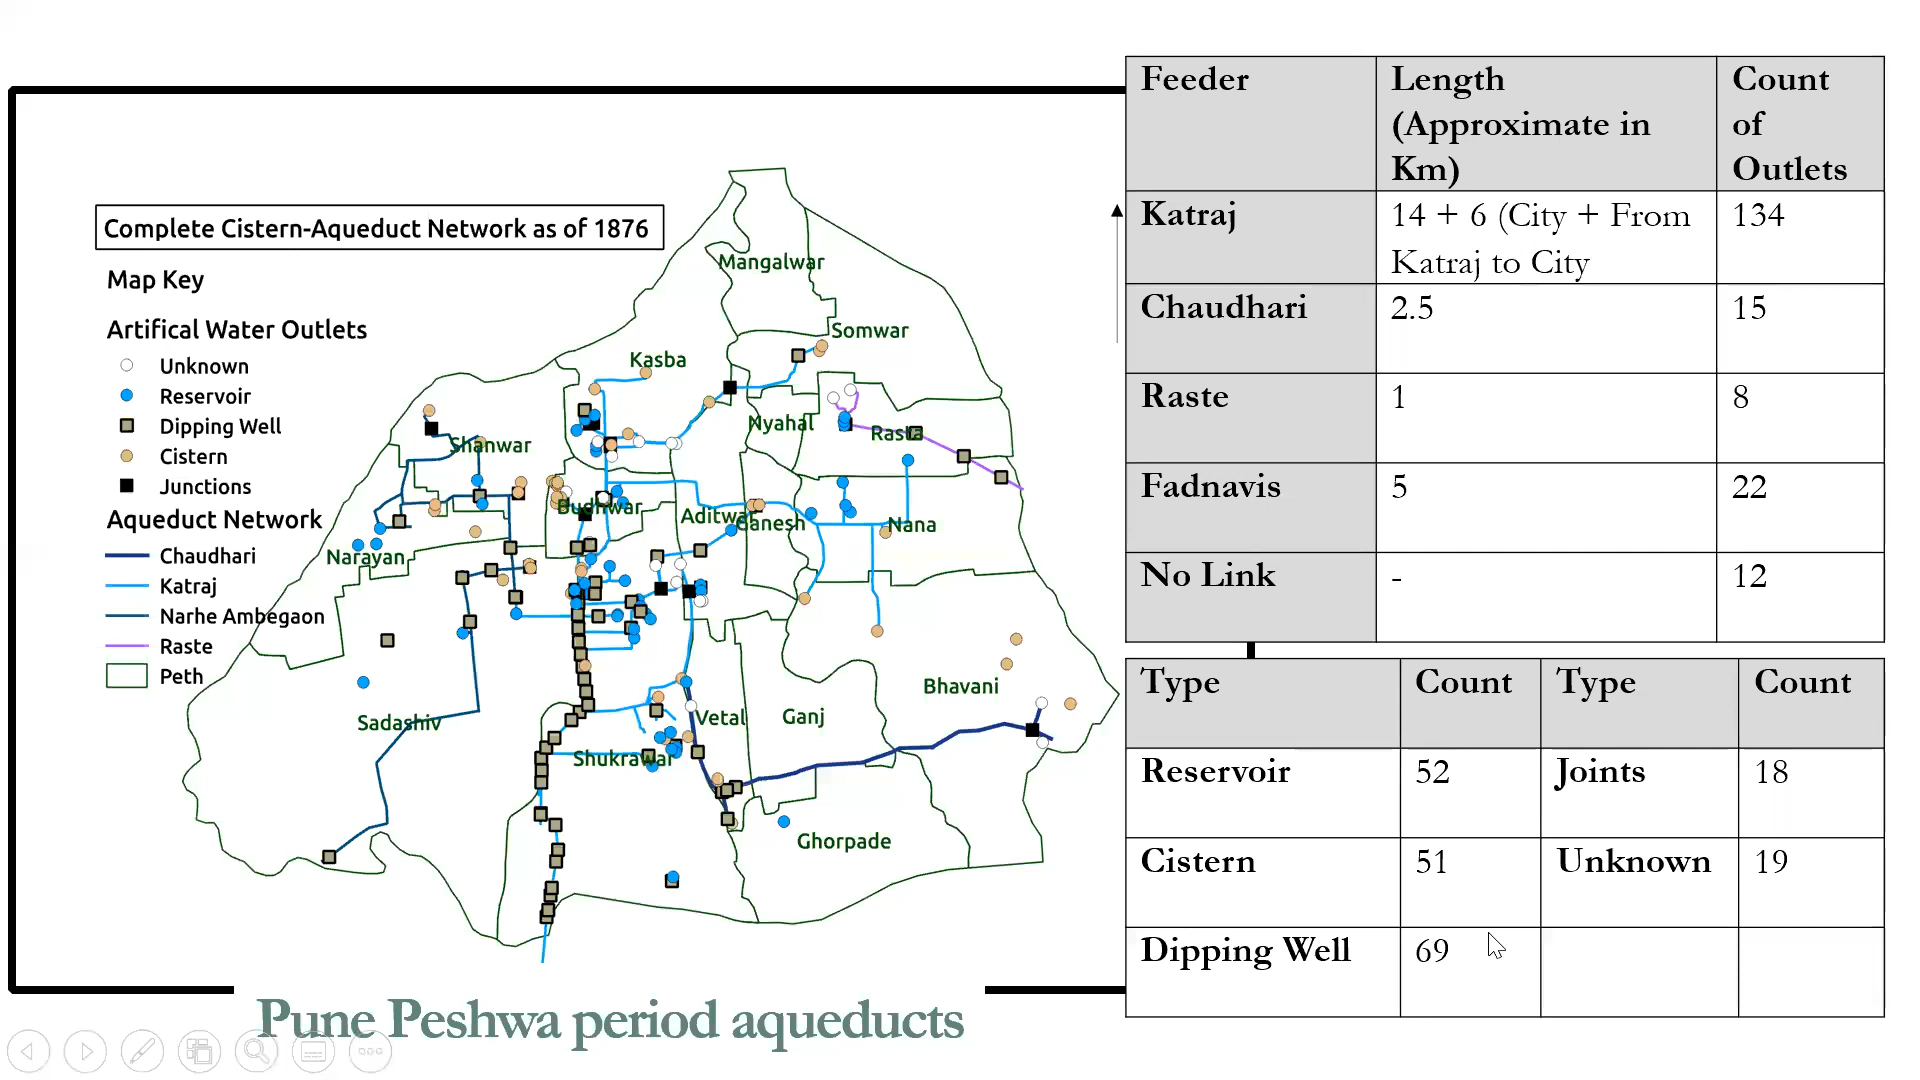 Complete Cistern-Aqueduct Network as of 1876
Map Key
Artifical Water Outlets
Unknown
Reservoir
Dipping Well
Cistern
Junctions
Aqueduct Network
Chaudhari
Katraj
Narhe Ambegaon
Raste
Peth
Mangalwar
Somwar
Kasba
Nyahal
Rasta
Shanwar
Budhwar
Aditwar
Ganesh
Nana
Narayan
Bhavani
Sadashiv
Vetal
Ganj
Shukrawar
Ghorpade
Pune Peshwa period aqueducts
Feeder Length (Approximate in Km) Count of Outlets
Katraj 14 + 6 (City + From Katraj to City 134
Chaudhari 2.5 15
Raste 1 8
Fadnavis 5 22
No Link - 12
Type Count Type Count
Reservoir 52 Joints 18
Cistern 51 Unknown 19
Dipping Well 69